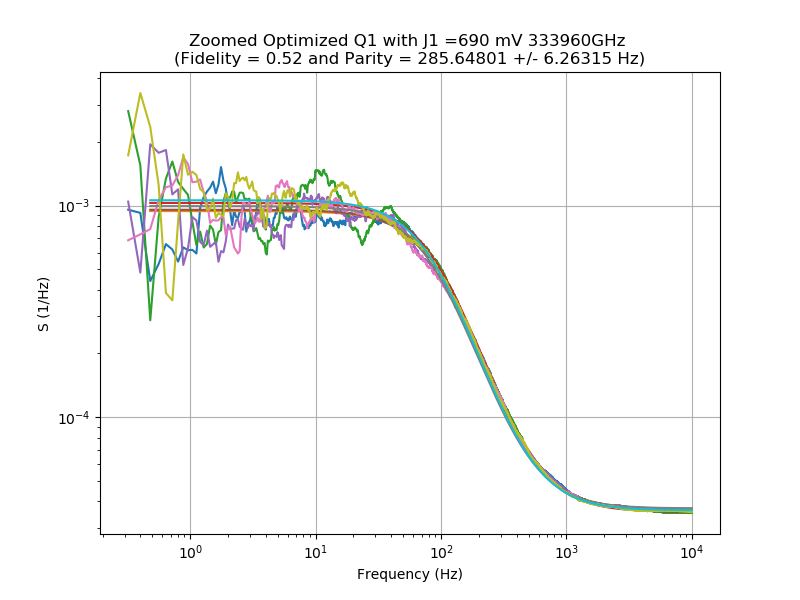 Zoomed Optimized Q1 with J1 =690 mV 333960GHz
(Fidelity = 0.52 and Parity = 285.64801 +/- 6.26315 Hz)
S (1/Hz)
10⁻³
10⁻⁴
10⁰ 10¹ 10² 10³ 10⁴
Frequency (Hz)